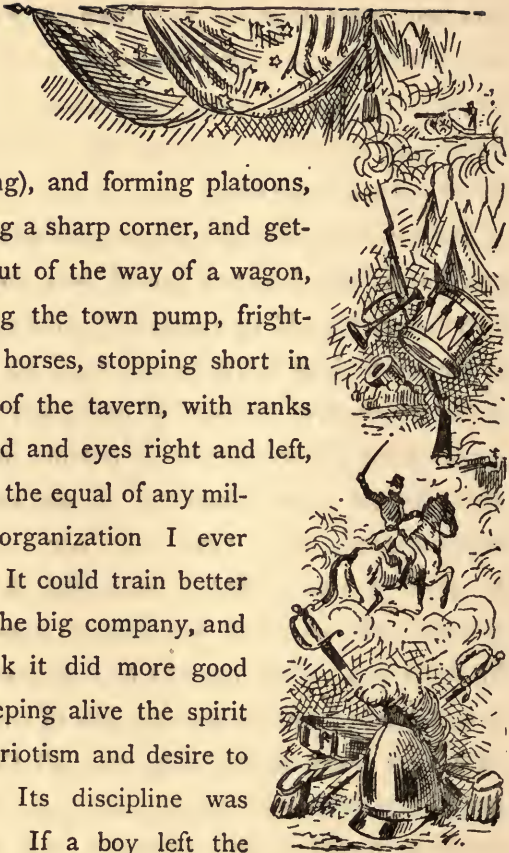 ng), and forming platoons,
g a sharp corner, and get-
ut of the way of a wagon,
g the town pump, fright-
horses, stopping short in
of the tavern, with ranks
d and eyes right and left,
the equal of any mil-
organization I ever
It could train better
he big company, and
k it did more good
eping alive the spirit
riotism and desire to
Its discipline was
If a boy left the